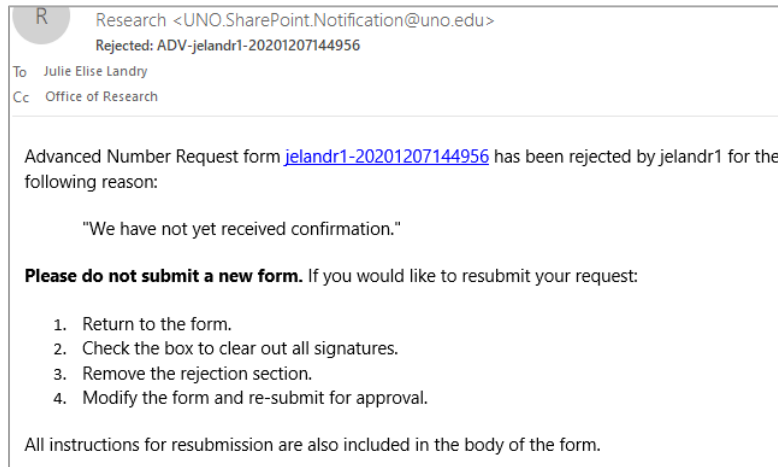 R
Research <UNO.SharePoint.Notification@uno.edu>
Rejected: ADV-jelandr1-20201207144956
To Julie Elise Landry
Cc Office of Research
Advanced Number Request form jelandr1-20201207144956 has been rejected by jelandr1 for the
following reason:
"We have not yet received confirmation."
Please do not submit a new form. If you would like to resubmit your request:
1. Return to the form.
2. Check the box to clear out all signatures.
3. Remove the rejection section.
4. Modify the form and re-submit for approval.
All instructions for resubmission are also included in the body of the form.